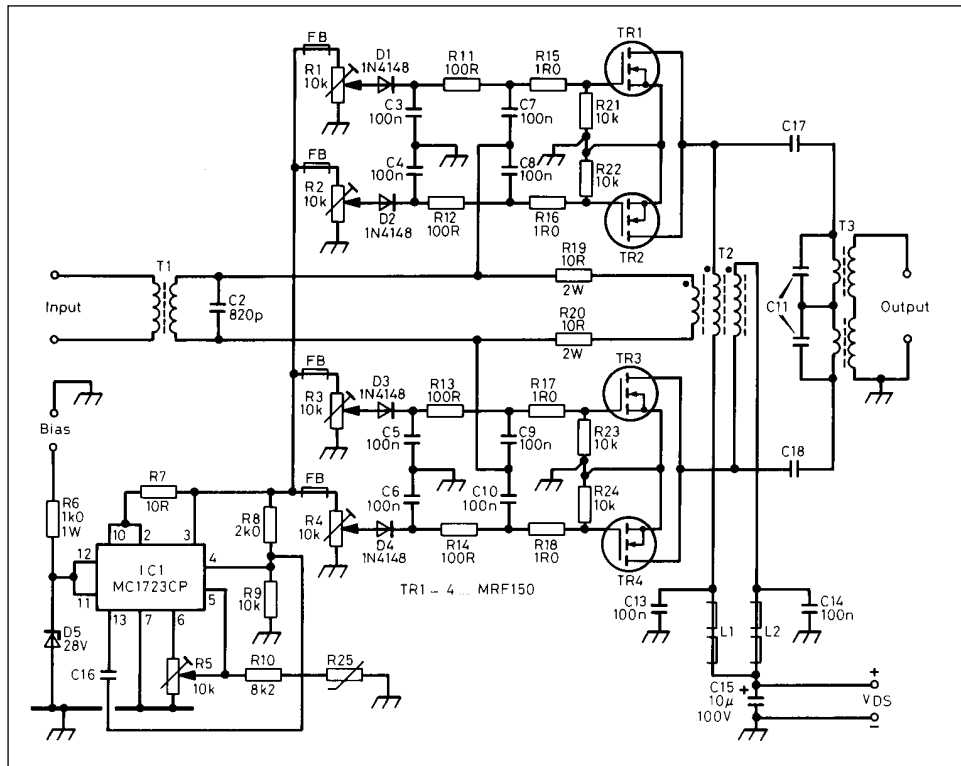 TR1
FB
D1
1N4148
R1
10k
R11
100R
R15
1R0
C3
100n
C7
100n
R21
10k
C17
FB
C4
100n
C8
100n
R22
10k
R2
10k
D2
1N4148
R12
100R
R16
1R0
TR2
T3
T1
R19
10R
2W
T2
Input
C2
820p
C11
Output
R20
10R
2W
FB
D3
1N4148
TR3
R13
100R
R17
1R0
R3
10k
C5
100n
C9
100n
R23
10k
Bias
C18
R7
10R
FB
C6
100n
C10
100n
R24
10k
R6
1k0
1W
R8
2k0
R4
10k
D4
1N4148
R14
100R
R18
1R0
TR4
10
2
3
12
11
IC1
MC1723CP
4
5
R9
10k
TR1 – 4 .... MRF150
C13
100n
L1
L2
C14
100n
13
7
6
D5
28V
C16
R5
10k
R10
8k2
R25
C15
10μ
100V
+
+
VDS
–